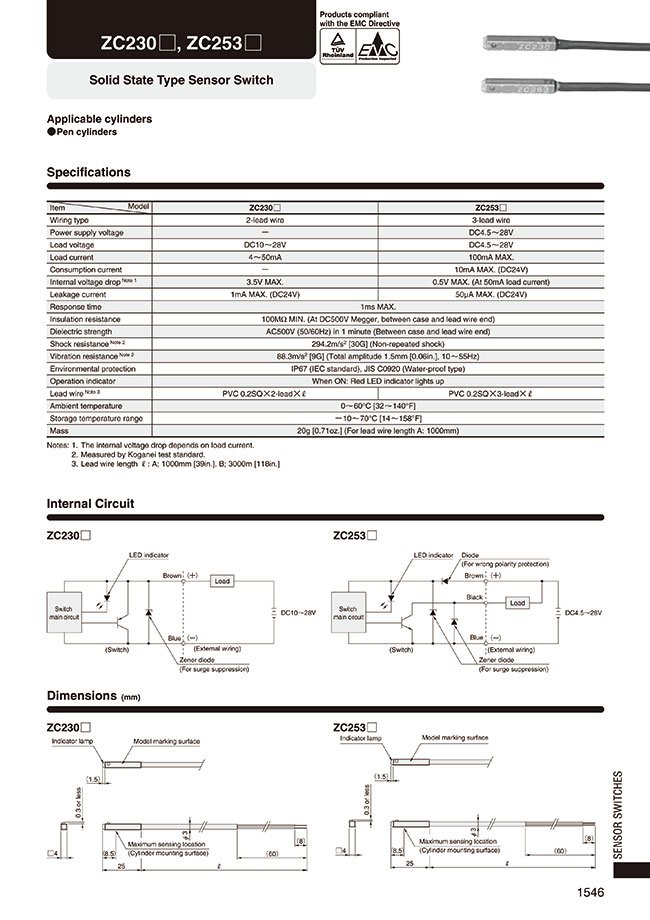 ZC230□, ZC253□
Products compliant
with the EMC Directive
TÜV
Rheinland
EMC
Production Inspected
ZC230
ZC253
Solid State Type Sensor Switch
Applicable cylinders
●Pen cylinders
Specifications
Item Model ZC230□ ZC253□
Wiring type 2-lead wire 3-lead wire
Power supply voltage — DC4.5～28V
Load voltage DC10～28V DC4.5～28V
Load current 4～50mA 100mA MAX.
Consumption current — 10mA MAX. (DC24V)
Internal voltage drop Note 1 3.5V MAX. 0.5V MAX. (At 50mA load current)
Leakage current 1mA MAX. (DC24V) 50μA MAX. (DC24V)
Response time 1ms MAX.
Insulation resistance 100MΩ MIN. (At DC500V Megger, between case and lead wire end)
Dielectric strength AC500V (50/60Hz) in 1 minute (Between case and lead wire end)
Shock resistance Note 2 294.2m/s² [30G] (Non-repeated shock)
Vibration resistance Note 2 88.3m/s² [9G] (Total amplitude 1.5mm [0.06in.], 10～55Hz)
Environmental protection IP67 (IEC standard), JIS C0920 (Water-proof type)
Operation indicator When ON: Red LED indicator lights up
Lead wire Note 3 PVC 0.2SQ×2-lead×ℓ PVC 0.2SQ×3-lead×ℓ
Ambient temperature 0～60°C [32～140°F]
Storage temperature range －10～70°C [14～158°F]
Mass 20g [0.71oz.] (For lead wire length A: 1000mm)
Notes: 1. The internal voltage drop depends on load current.
2. Measured by Koganei test standard.
3. Lead wire length ℓ : A; 1000mm [39in.], B; 3000m [118in.]
Internal Circuit
ZC230□
LED indicator
Brown (+)
Load
Switch
main circuit
DC10～28V
Blue (−)
(Switch)
(External wiring)
Zener diode
(For surge suppression)
ZC253□
LED indicator
Diode
(For wrong polarity protection)
Brown (+)
Black
Load
Switch
main circuit
DC4.5～28V
Blue (−)
(Switch)
(External wiring)
Zener diode
(For surge suppression)
Dimensions (mm)
ZC230□
Indicator lamp
Model marking surface
(1.5)
0.3 or less
□4
φ3
Maximum sensing location
(Cylinder mounting surface)
(8.5)
(8)
(60)
25
ℓ
ZC253□
Indicator lamp
Model marking surface
(1.5)
0.3 or less
□4
φ3
Maximum sensing location
(Cylinder mounting surface)
(8.5)
(8)
(60)
25
ℓ
SENSOR SWITCHES
1546